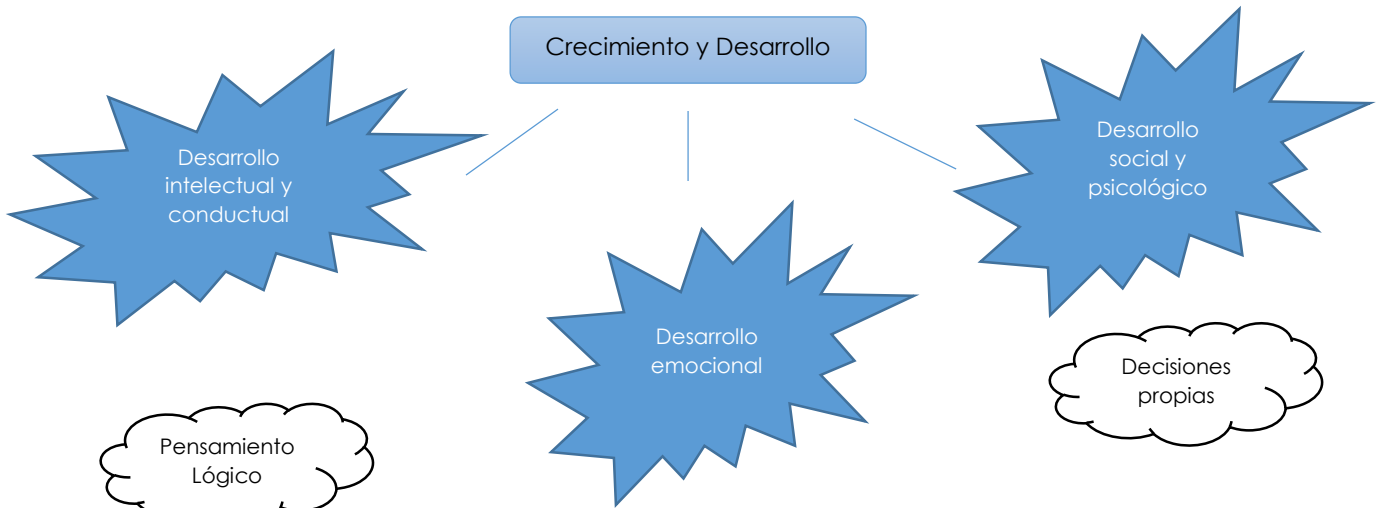 Crecimiento y Desarrollo
Desarrollo
intelectual y
conductual
Desarrollo
social y
psicológico
Desarrollo
emocional
Decisiones
propias
Pensamiento
Lógico